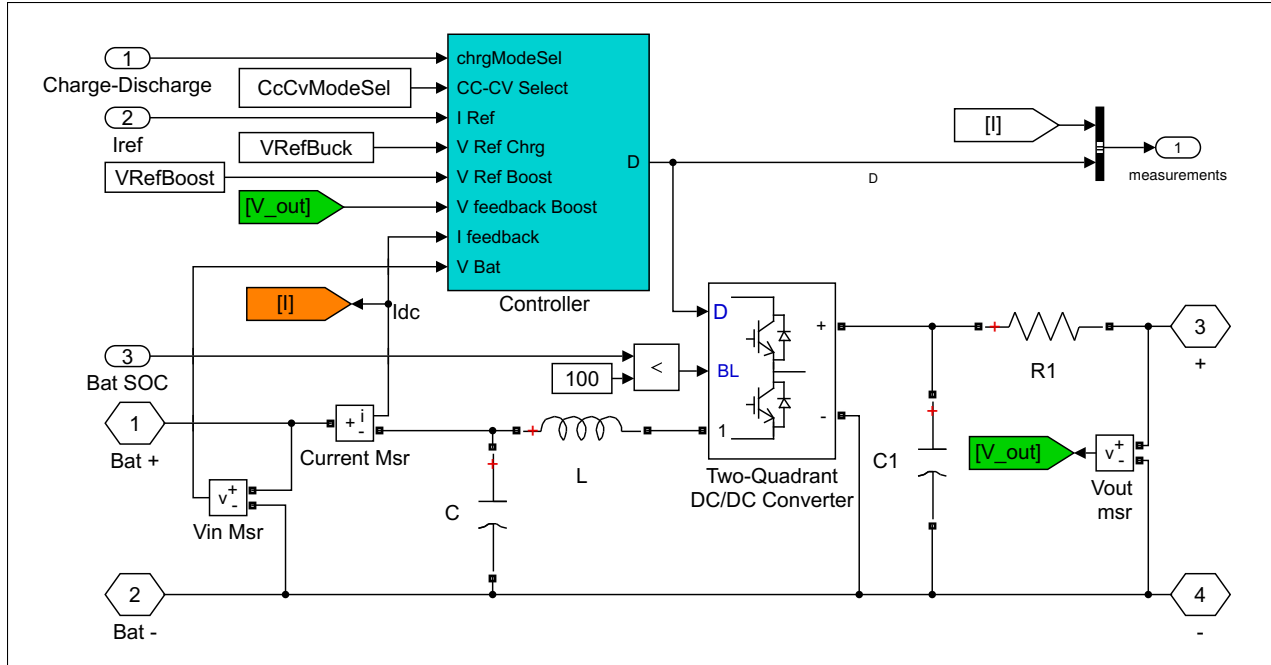 1
Charge-Discharge
CcCvModeSel
2
Iref
VRefBuck
VRefBoost
[V_out]
chrgModeSel
CC-CV Select
I Ref
V Ref Chrg
V Ref Boost
V feedback Boost
I feedback
V Bat
D
Controller
D
[I]
1
measurements
[I]
Idc
3
Bat SOC
100
<
D
BL
1
+
-
Two-Quadrant
DC/DC Converter
1
Bat +
+ i
-
Current Msr
v +
-
Vin Msr
+
L
+
C
+
C1
+
R1
3
+
[V_out]
v +
-
Vout
msr
2
Bat -
4
-